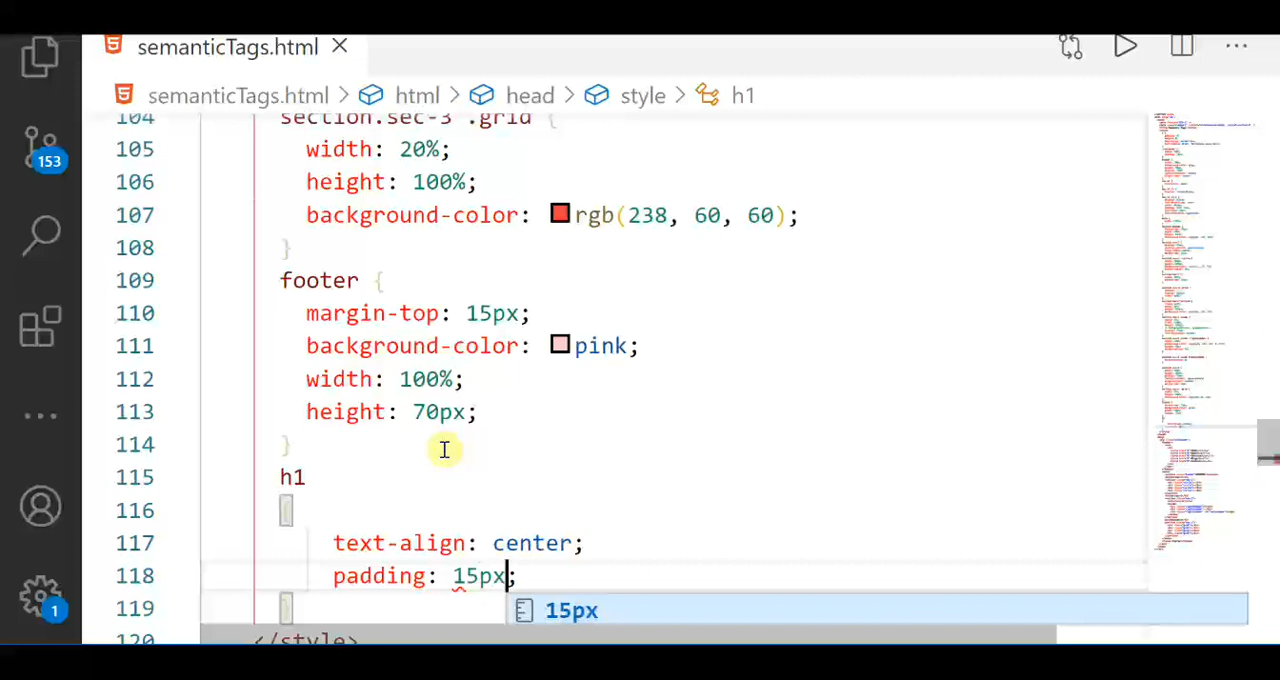 semanticTags.html
semanticTags.html > html > head > style > h1
104 section.sec-3 .grid {
105 width: 20%;
106 height: 100%;
107 background-color: rgb(238, 60, 60);
108 }
109 footer {
110 margin-top: 15px;
111 background-color: pink;
112 width: 100%;
113 height: 70px;
114 }
115 h1
116 {
117 text-align: center;
118 padding: 15px;
119 }
15px
120 </style>
153
1